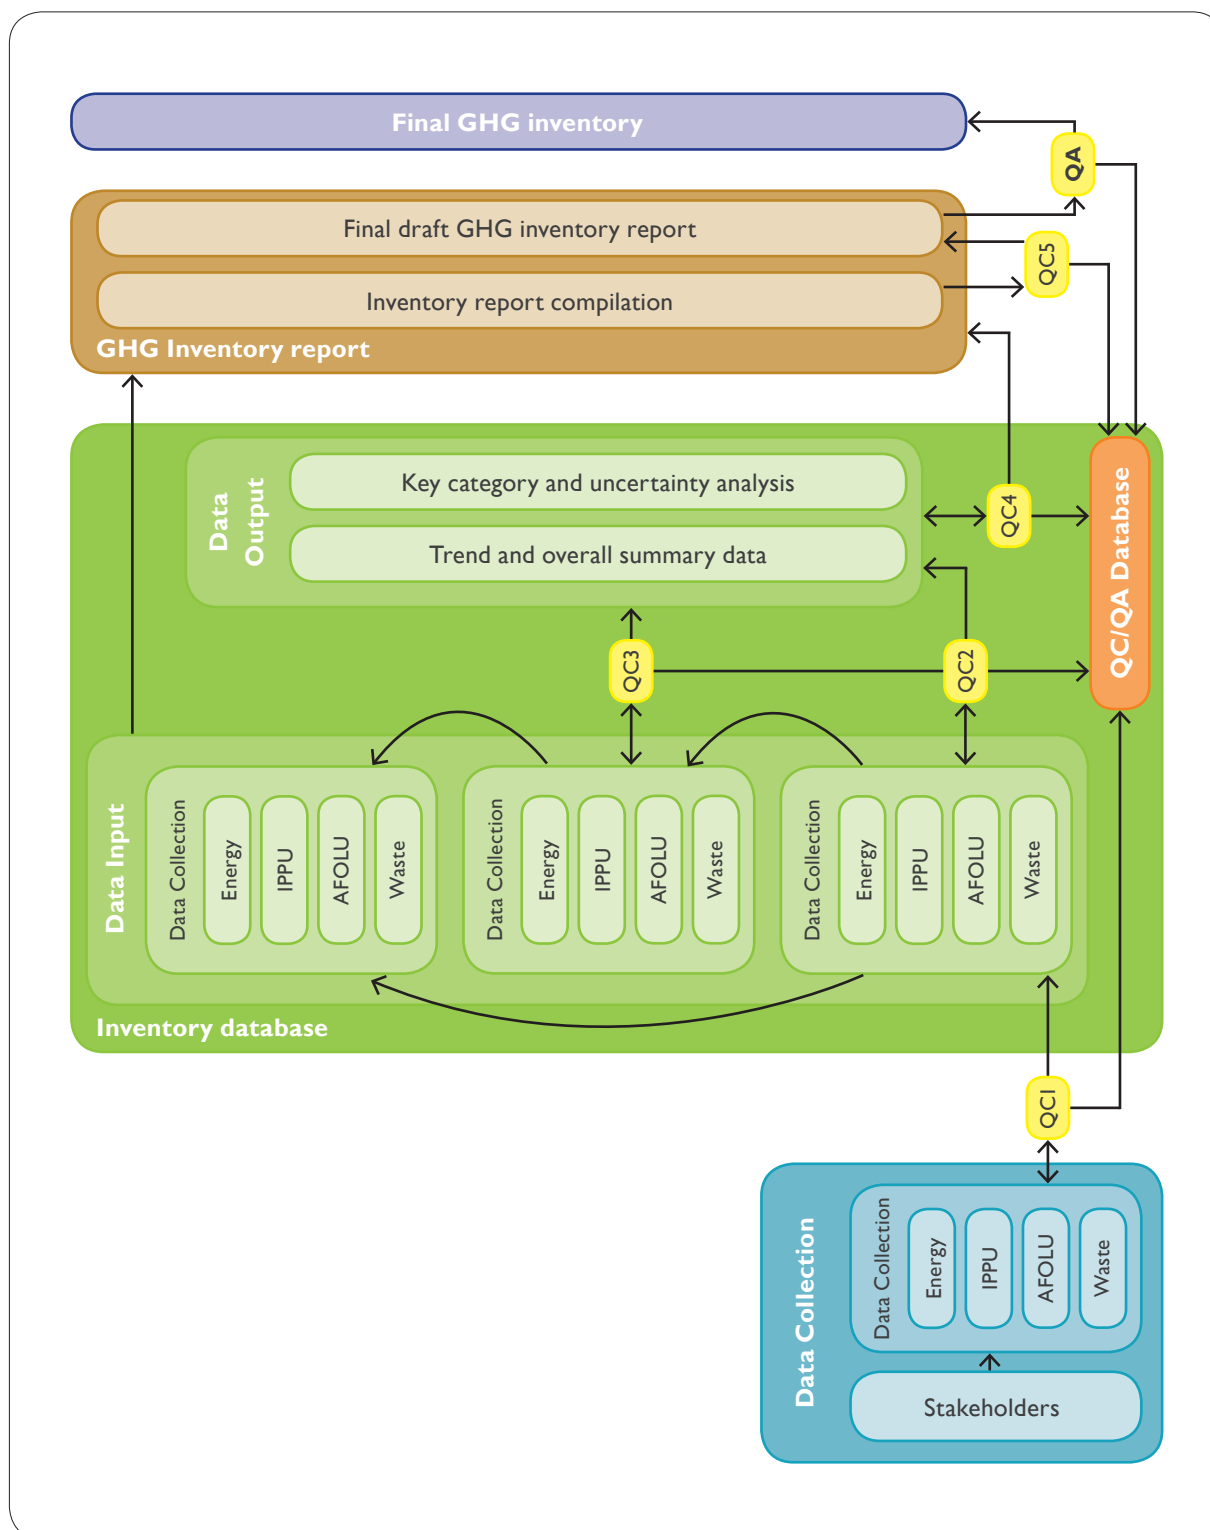 Final GHG inventory
QA
Final draft GHG inventory report
QC5
Inventory report compilation
GHG Inventory report
Data
Output
Key category and uncertainty analysis
Trend and overall summary data
QC4
QC/QA Database
QC3
QC2
Data Input
Data Collection
Energy
IPPU
AFOLU
Waste
Data Collection
Energy
IPPU
AFOLU
Waste
Data Collection
Energy
IPPU
AFOLU
Waste
Inventory database
QC1
Data Collection
Data Collection
Energy
IPPU
AFOLU
Waste
Stakeholders